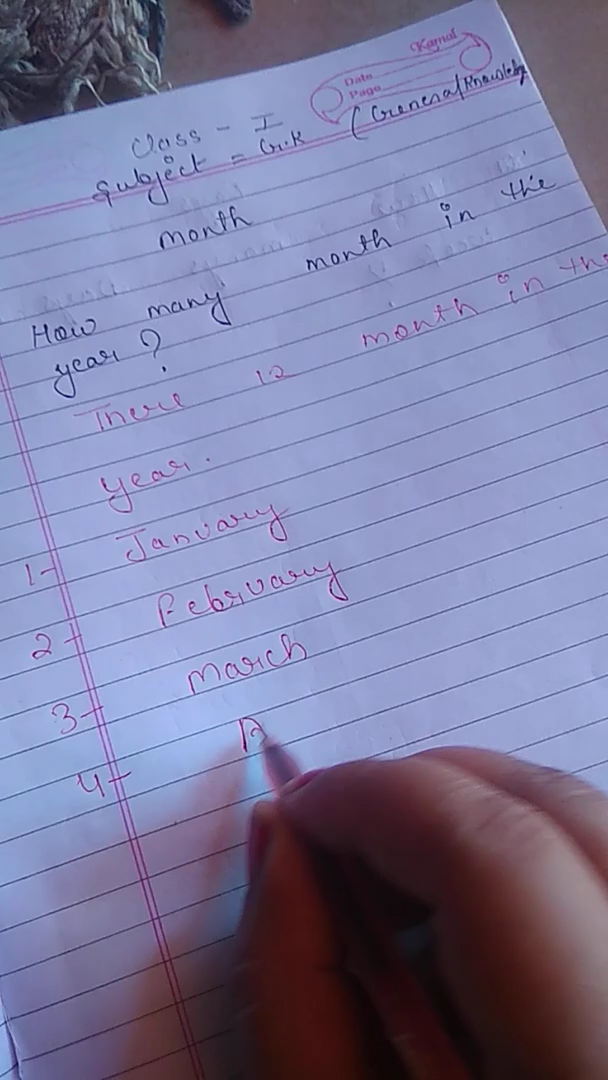 Kamal
Date
Page
Class - I
Subject = G.K (General Knowledge
month
How many month in the
year ?
There 12 month in the
year.
1- January
2- February
3- March
4- A